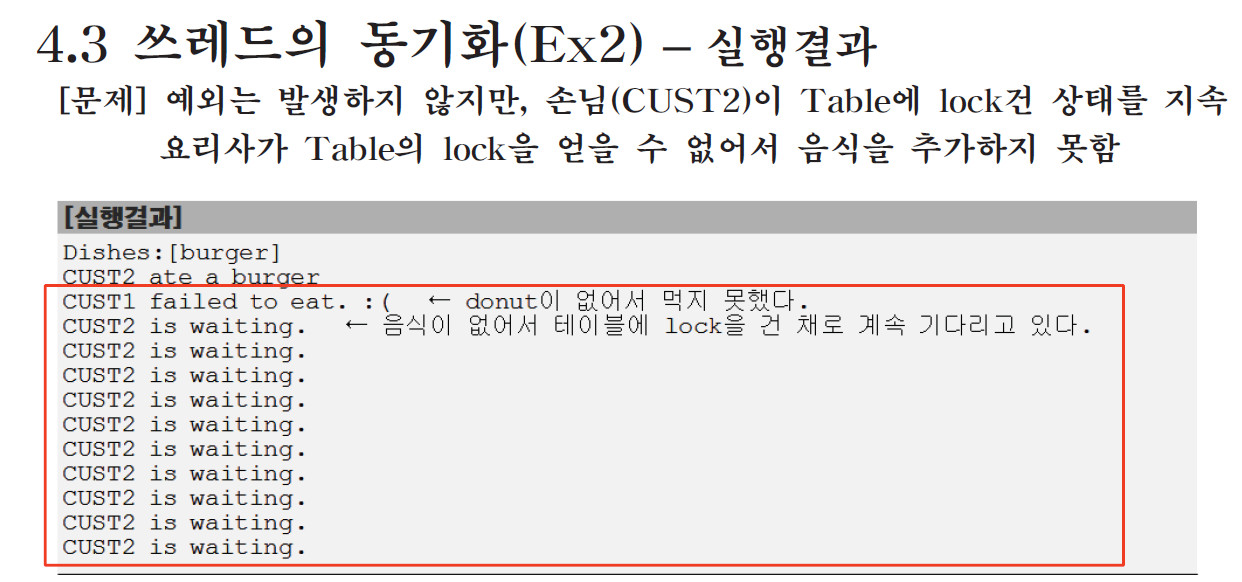 4.3 쓰레드의 동기화(Ex2) – 실행결과
[문제] 예외는 발생하지 않지만, 손님(CUST2)이 Table에 lock건 상태를 지속
요리사가 Table의 lock을 얻을 수 없어서 음식을 추가하지 못함
[실행결과]
Dishes:[burger]
CUST2 ate a burger
CUST1 failed to eat. :( ← donut이 없어서 먹지 못했다.
CUST2 is waiting. ← 음식이 없어서 테이블에 lock을 건 채로 계속 기다리고 있다.
CUST2 is waiting.
CUST2 is waiting.
CUST2 is waiting.
CUST2 is waiting.
CUST2 is waiting.
CUST2 is waiting.
CUST2 is waiting.
CUST2 is waiting.
CUST2 is waiting.